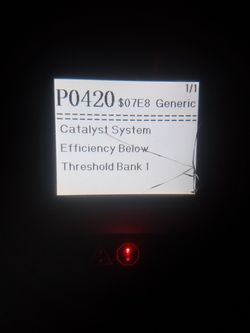 1/1
P0420 $07E8 Generic
==============================
Catalyst System
Efficiency Below
Threshold Bank 1